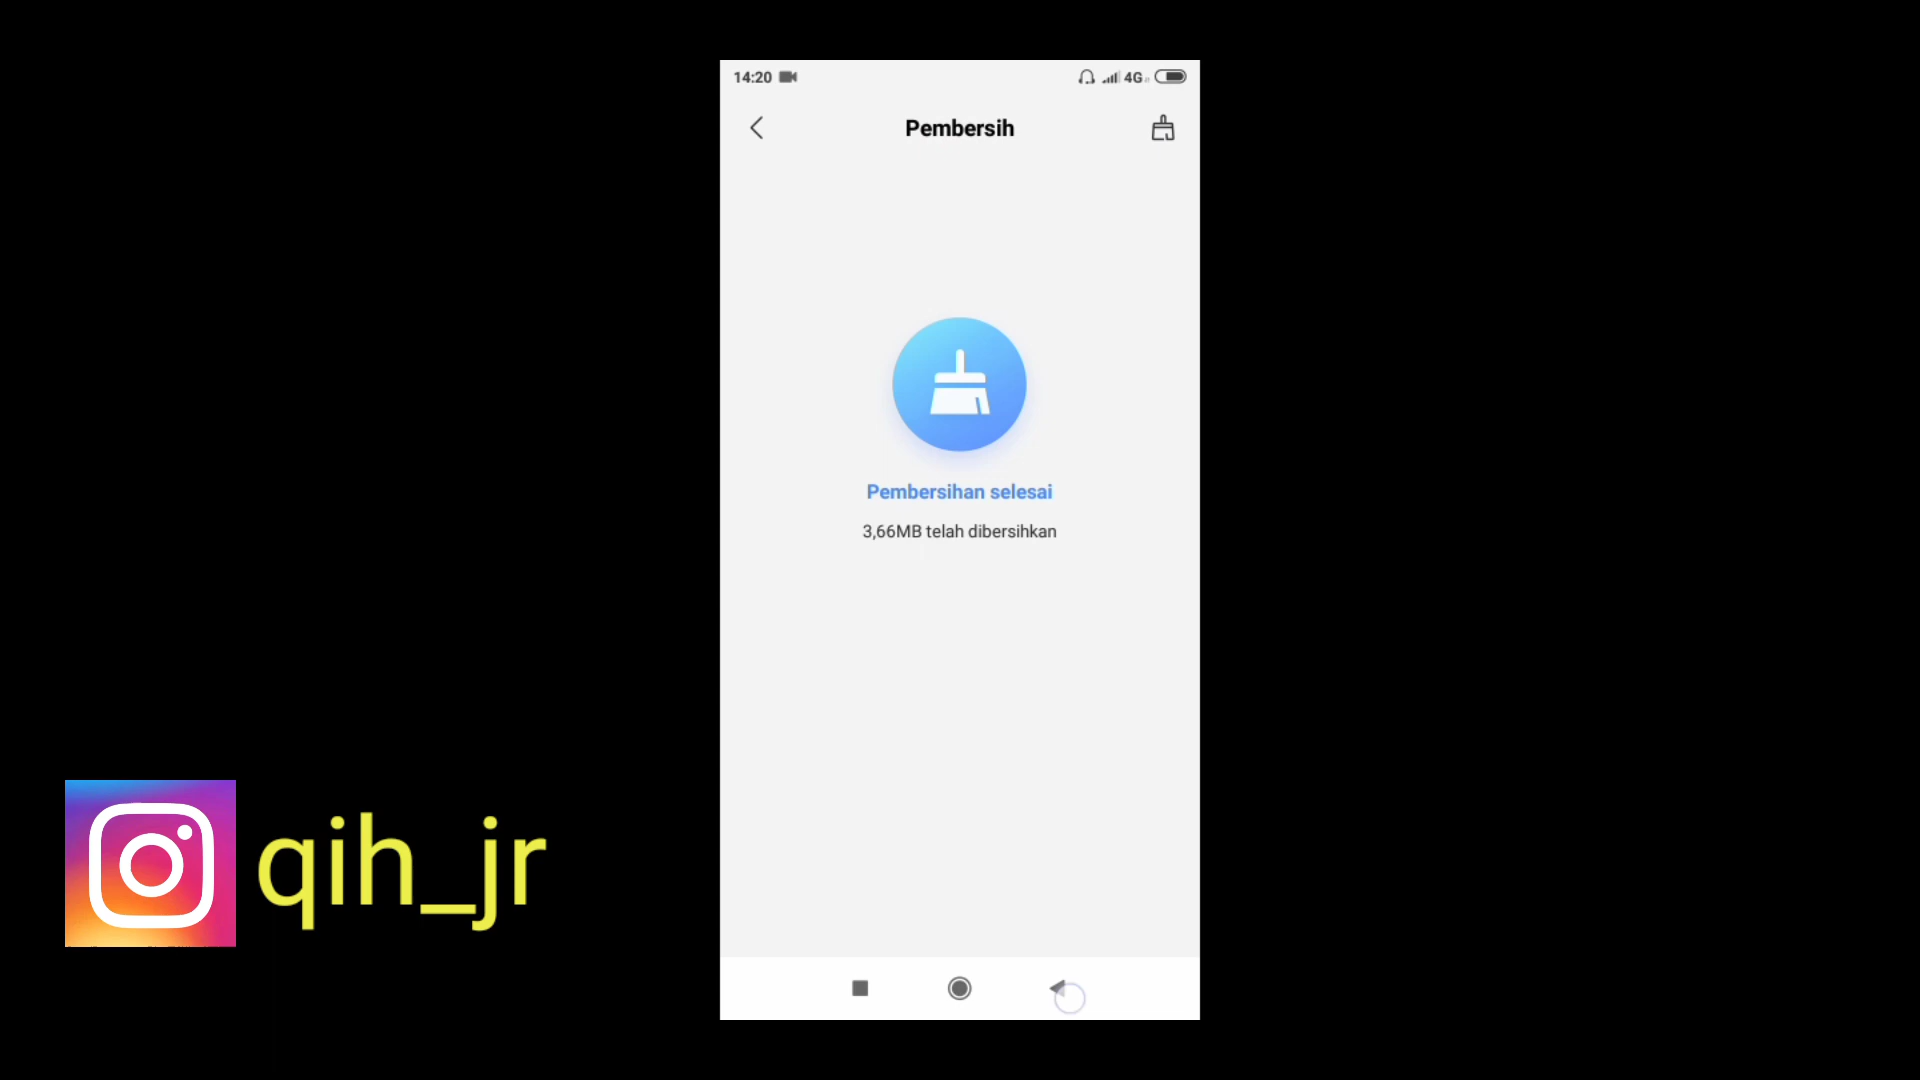 14:20
4G
Pembersih
Pembersihan selesai
3,66MB telah dibersihkan
qih_jr